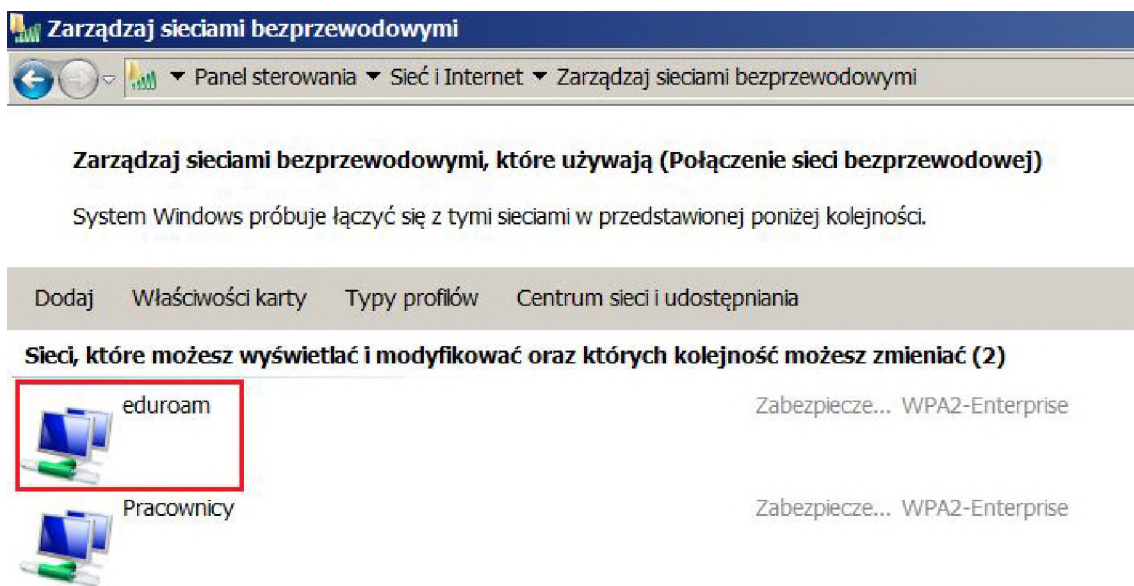 Zarządzaj sieciami bezprzewodowymi
Panel sterowania Sieć i Internet Zarządzaj sieciami bezprzewodowymi
Zarządzaj sieciami bezprzewodowymi, które używają (Połączenie sieci bezprzewodowej)
System Windows próbuje łączyć się z tymi sieciami w przedstawionej poniżej kolejności.
Dodaj Właściwości karty Typy profilów Centrum sieci i udostępniania
Sieci, które możesz wyświetlać i modyfikować oraz których kolejność możesz zmieniać (2)
eduroam Zabezpiecze... WPA2-Enterprise
Pracownicy Zabezpiecze... WPA2-Enterprise